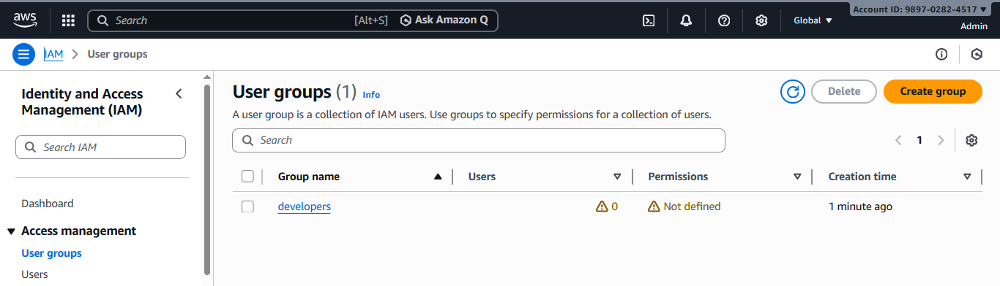 aws
Search [Alt+S] Ask Amazon Q
Global
Account ID: 9897-0282-4517
Admin
IAM User groups
Identity and Access
Management (IAM)
Search IAM
Dashboard
Access management
User groups
Users
User groups (1) Info
Delete
Create group
A user group is a collection of IAM users. Use groups to specify permissions for a collection of users.
Search
1
Group name Users Permissions Creation time
developers 0 Not defined 1 minute ago